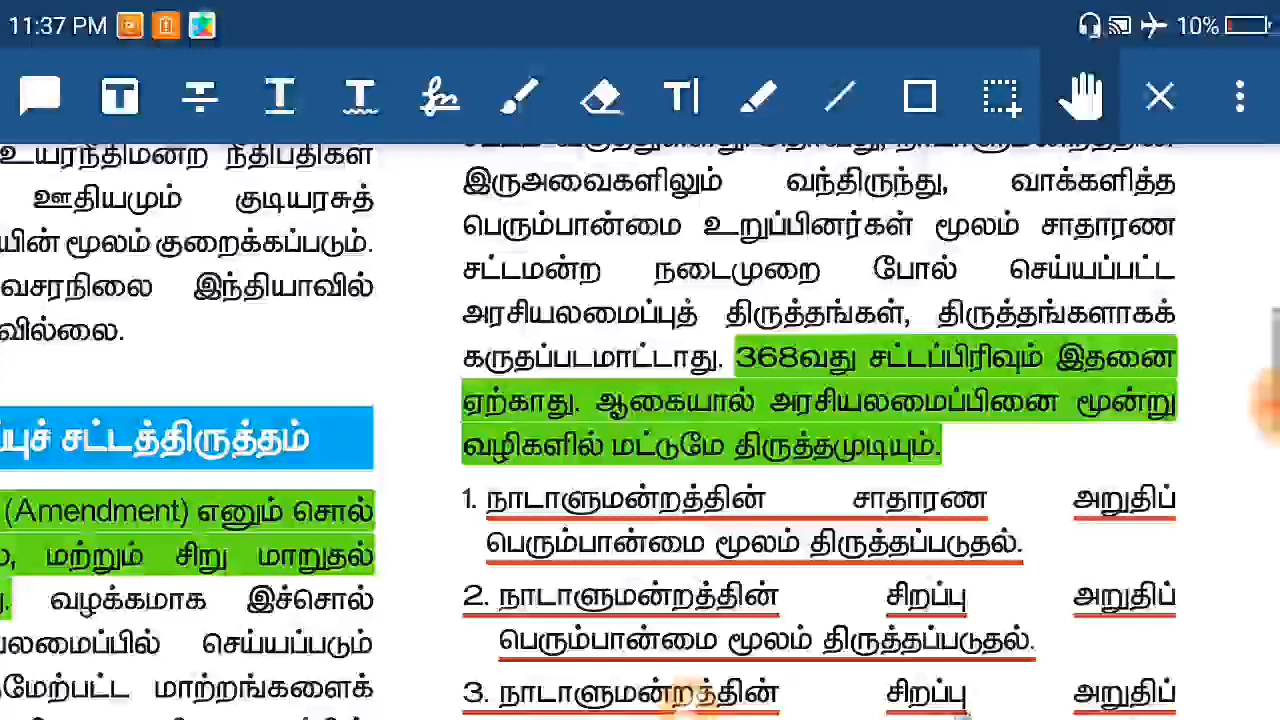 11:37 PM
10%
உயர்நீதிமன்ற நீதிபதிகள்
ஊதியமும் குடியரசுத்
யின் மூலம் குறைக்கப்படும்.
வசரநிலை இந்தியாவில்
வில்லை.
புச் சட்டத்திருத்தம்
(Amendment) எனும் சொல்
மற்றும் சிறு மாறுதல்
வழக்கமாக இச்சொல்
லமைப்பில் செய்யப்படும்
மேற்பட்ட மாற்றங்களைக்
இருஅவைகளிலும் வந்திருந்து, வாக்களித்த
பெரும்பான்மை உறுப்பினர்கள் மூலம் சாதாரண
சட்டமன்ற நடைமுறை போல் செய்யப்பட்ட
அரசியலமைப்புத் திருத்தங்கள், திருத்தங்களாகக்
கருதப்படமாட்டாது. 368வது சட்டப்பிரிவும் இதனை
ஏற்காது. ஆகையால் அரசியலமைப்பினை மூன்று
வழிகளில் மட்டுமே திருத்தமுடியும்.
1. நாடாளுமன்றத்தின் சாதாரண அறுதிப்
பெரும்பான்மை மூலம் திருத்தப்படுதல்.
2. நாடாளுமன்றத்தின் சிறப்பு அறுதிப்
பெரும்பான்மை மூலம் திருத்தப்படுதல்.
3. நாடாளுமன்றத்தின் சிறப்பு அறுதிப்